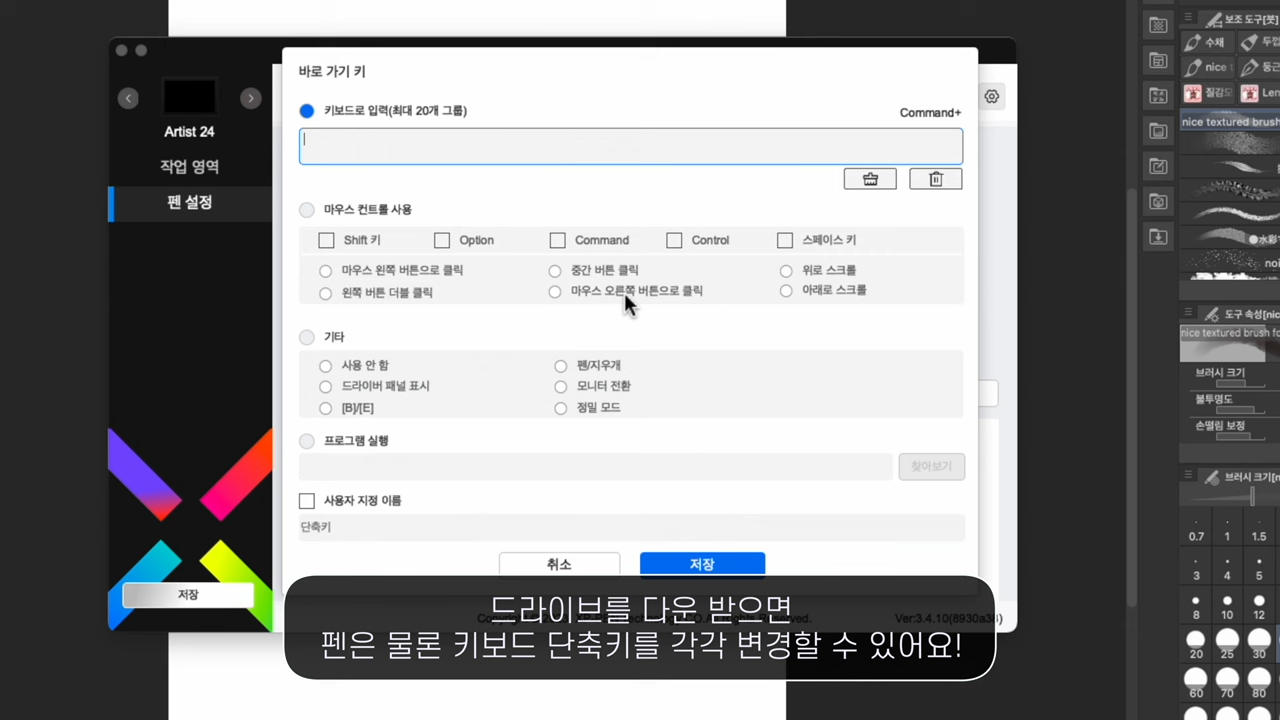 바로 가기 키
키보드로 입력(최대 20개 그룹)
Command+
Artist 24
작업 영역
펜 설정
마우스 컨트롤 사용
Shift 키
Option
Command
Control
스페이스 키
마우스 왼쪽 버튼으로 클릭
중간 버튼 클릭
위로 스크롤
왼쪽 버튼 더블 클릭
마우스 오른쪽 버튼으로 클릭
아래로 스크롤
기타
사용 안 함
펜/지우개
드라이버 패널 표시
모니터 전환
[B]/[E]
정밀 모드
프로그램 실행
찾아보기
사용자 지정 이름
단축키
취소
저장
저장
드라이브를 다운 받으면
펜은 물론 키보드 단축키를 각각 변경할 수 있어요!
보조 도구[붓]
수채
nice
둥근
질감
nice textured brush
도구 속성[nic
nice textured brush fo
브러시 크기
불투명도
손떨림 보정
브러시 크기[n
0.7 1 1.5
3 4 5
8 10 12
20 25 30
60 70 80